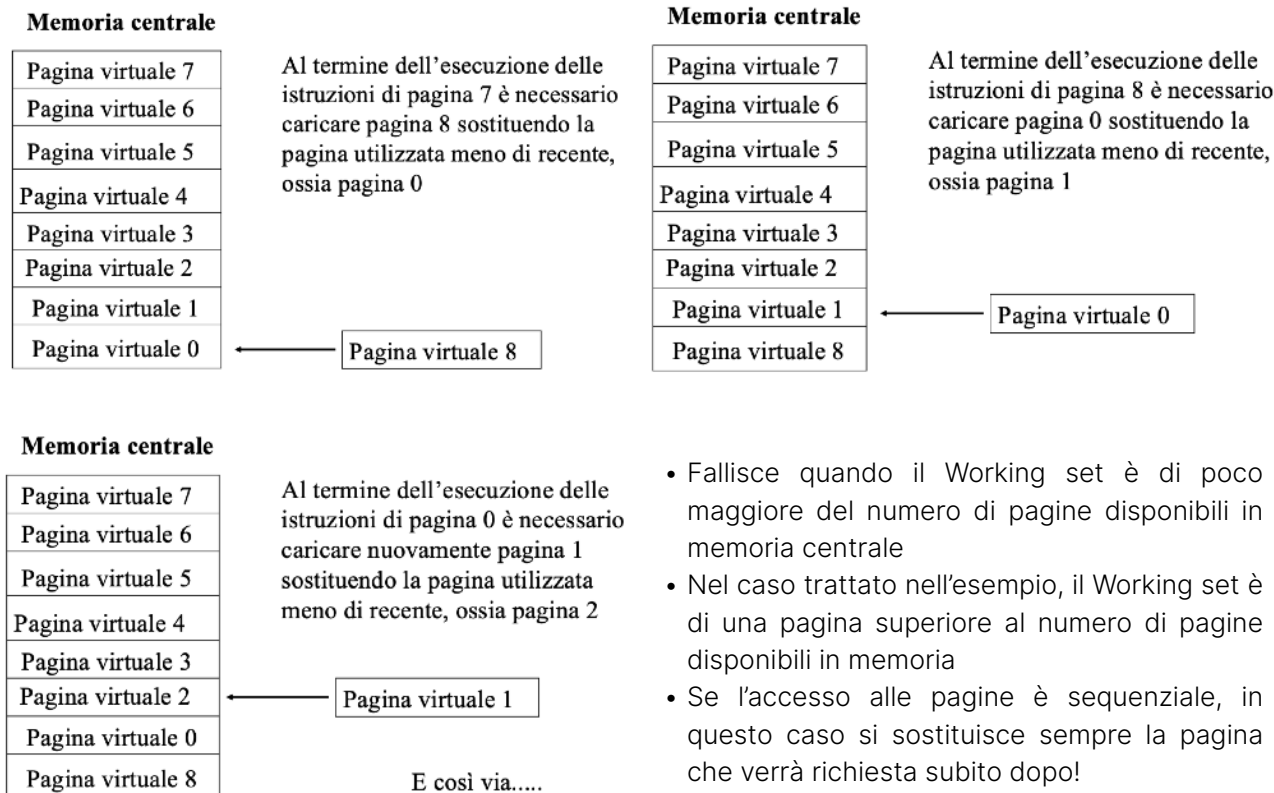 Memoria centrale
Pagina virtuale 7
Pagina virtuale 6
Pagina virtuale 5
Pagina virtuale 4
Pagina virtuale 3
Pagina virtuale 2
Pagina virtuale 1
Pagina virtuale 0
Al termine dell'esecuzione delle
istruzioni di pagina 7 è necessario
caricare pagina 8 sostituendo la
pagina utilizzata meno di recente,
ossia pagina 0
Pagina virtuale 8
Memoria centrale
Pagina virtuale 7
Pagina virtuale 6
Pagina virtuale 5
Pagina virtuale 4
Pagina virtuale 3
Pagina virtuale 2
Pagina virtuale 1
Pagina virtuale 8
Al termine dell'esecuzione delle
istruzioni di pagina 8 è necessario
caricare pagina 0 sostituendo la
pagina utilizzata meno di recente,
ossia pagina 1
Pagina virtuale 0
Memoria centrale
Pagina virtuale 7
Pagina virtuale 6
Pagina virtuale 5
Pagina virtuale 4
Pagina virtuale 3
Pagina virtuale 2
Pagina virtuale 0
Pagina virtuale 8
Al termine dell'esecuzione delle
istruzioni di pagina 0 è necessario
caricare nuovamente pagina 1
sostituendo la pagina utilizzata
meno di recente, ossia pagina 2
Pagina virtuale 1
E così via.....
• Fallisce quando il Working set è di poco
maggiore del numero di pagine disponibili in
memoria centrale
• Nel caso trattato nell'esempio, il Working set è
di una pagina superiore al numero di pagine
disponibili in memoria
• Se l'accesso alle pagine è sequenziale, in
questo caso si sostituisce sempre la pagina
che verrà richiesta subito dopo!